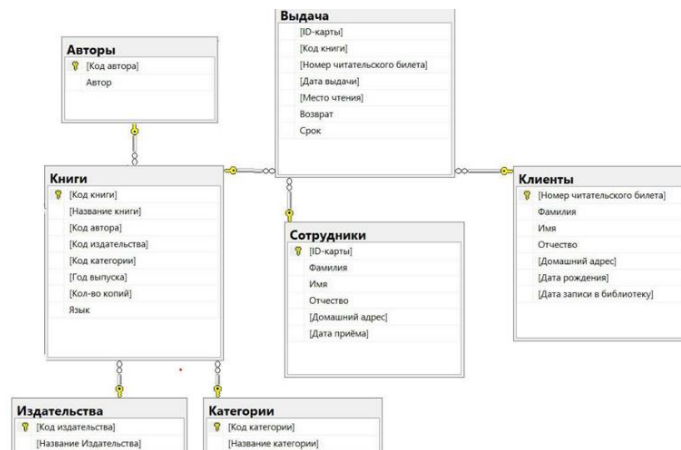 Выдача
[ID-карты]
[Код книги]
[Номер читательского билета]
[Дата выдачи]
[Место чтения]
Возврат
Срок
Авторы
[Код автора]
Автор
Книги
[Код книги]
[Название книги]
[Код автора]
[Код издательства]
[Код категории]
[Год выпуска]
[Кол-во копий]
Язык
Сотрудники
[ID-карты]
Фамилия
Имя
Отчество
[Домашний адрес]
[Дата приёма]
Клиенты
[Номер читательского билета]
Фамилия
Имя
Отчество
[Домашний адрес]
[Дата рождения]
[Дата записи в библиотеку]
Издательства
[Код издательства]
[Название Издательства]
Категории
[Код категории]
[Название категории]